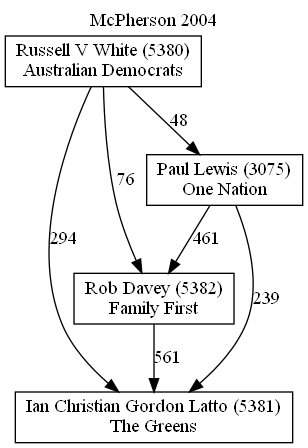 McPherson 2004
Russell V White (5380)
Australian Democrats
48
Paul Lewis (3075)
One Nation
76
294
461
239
Rob Davey (5382)
Family First
561
Ian Christian Gordon Latto (5381)
The Greens